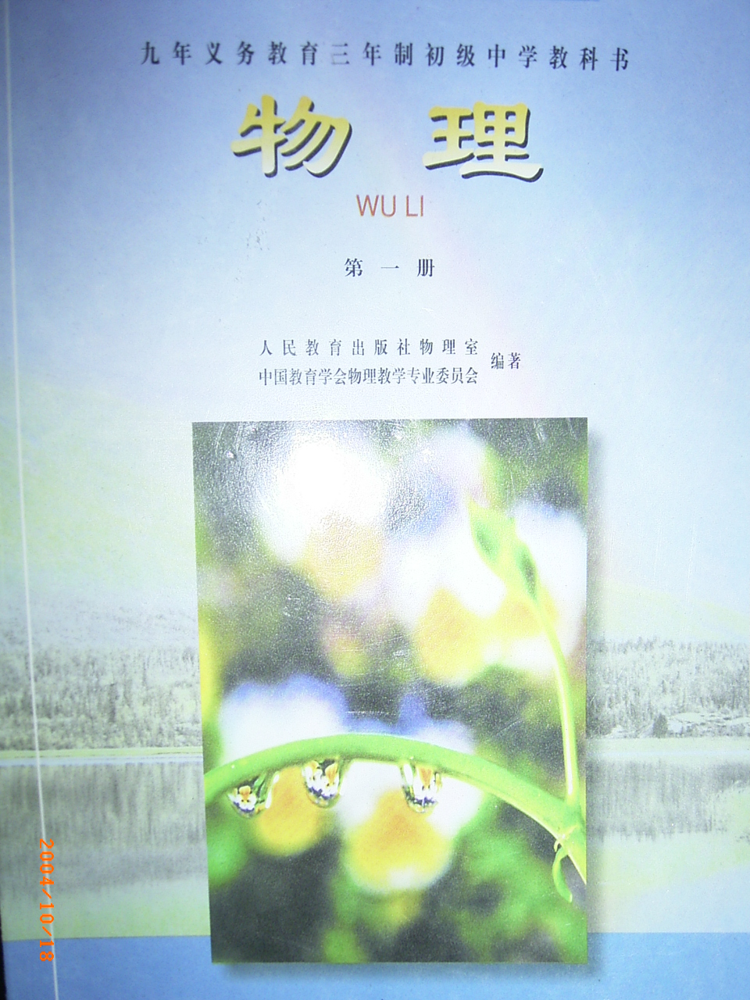 九年义务教育三年制初级中学教科书
物理
WU LI
第一册
人民教育出版社物理室
中国教育学会物理教学专业委员会
编著
2004/10/18